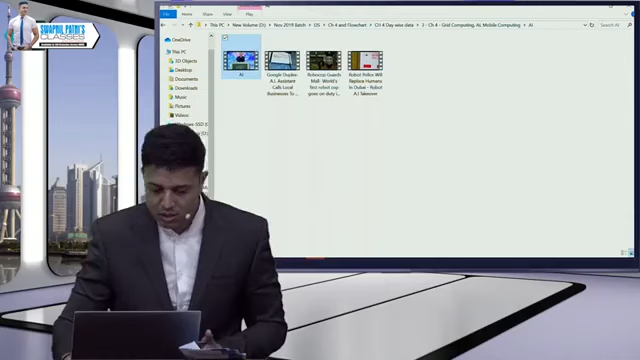 SWAPNIL PATNI'S
CLASSES
File
Home
Share
View
Play
This PC > New Volume (D:) > Nov 2019 Batch > CIS > Ch 4 and Flowchart > Ch 4 Day wise data > 3 - Ch 4 - Grid Computing, AI, Mobile Computing > AI
Search AI
OneDrive
This PC
3D Objects
Desktop
Documents
Downloads
Music
Pictures
Videos
AI
Google Duplex-
A.I. Assistant
Calls Local
Businesses To
...
Robocop Guards
Mall- World's
first robot cop
goes on duty i...
Robot Police Will
Replace Humans
In Dubai - Robot
A.I Takeover